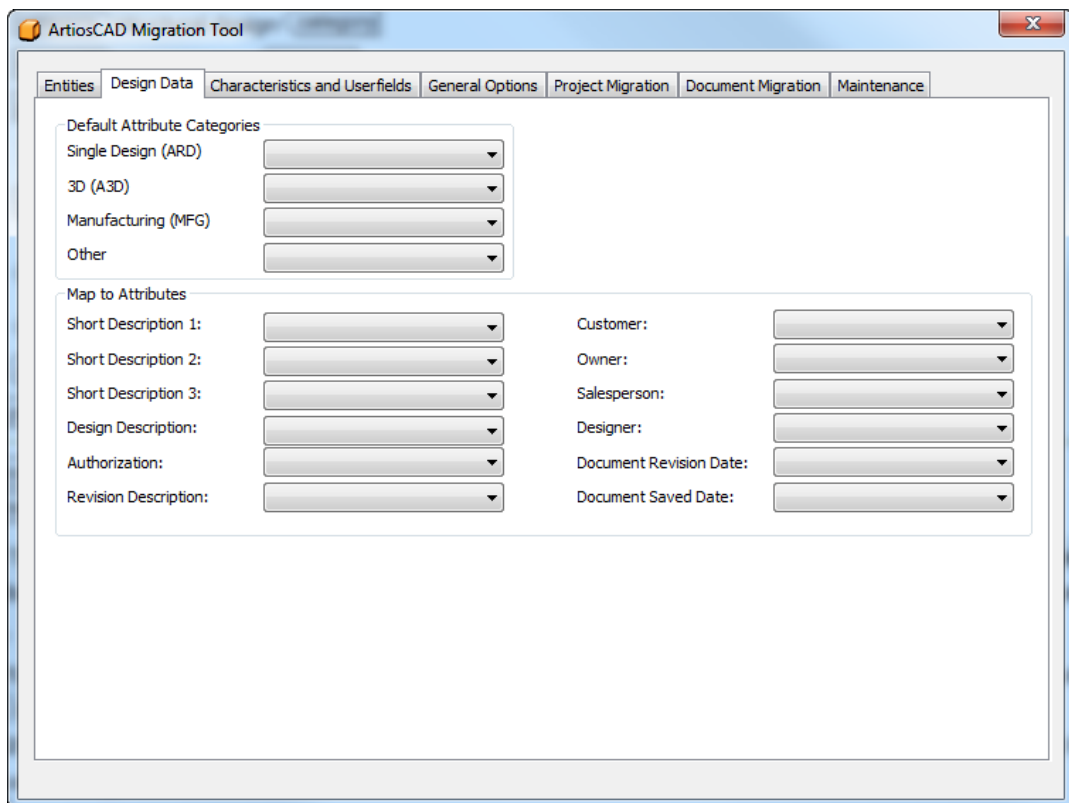 ArtiosCAD Migration Tool
Entities Design Data Characteristics and Userfields General Options Project Migration Document Migration Maintenance
Default Attribute Categories
Single Design (ARD)
3D (A3D)
Manufacturing (MFG)
Other
Map to Attributes
Short Description 1: Customer:
Short Description 2: Owner:
Short Description 3: Salesperson:
Design Description: Designer:
Authorization: Document Revision Date:
Revision Description: Document Saved Date: